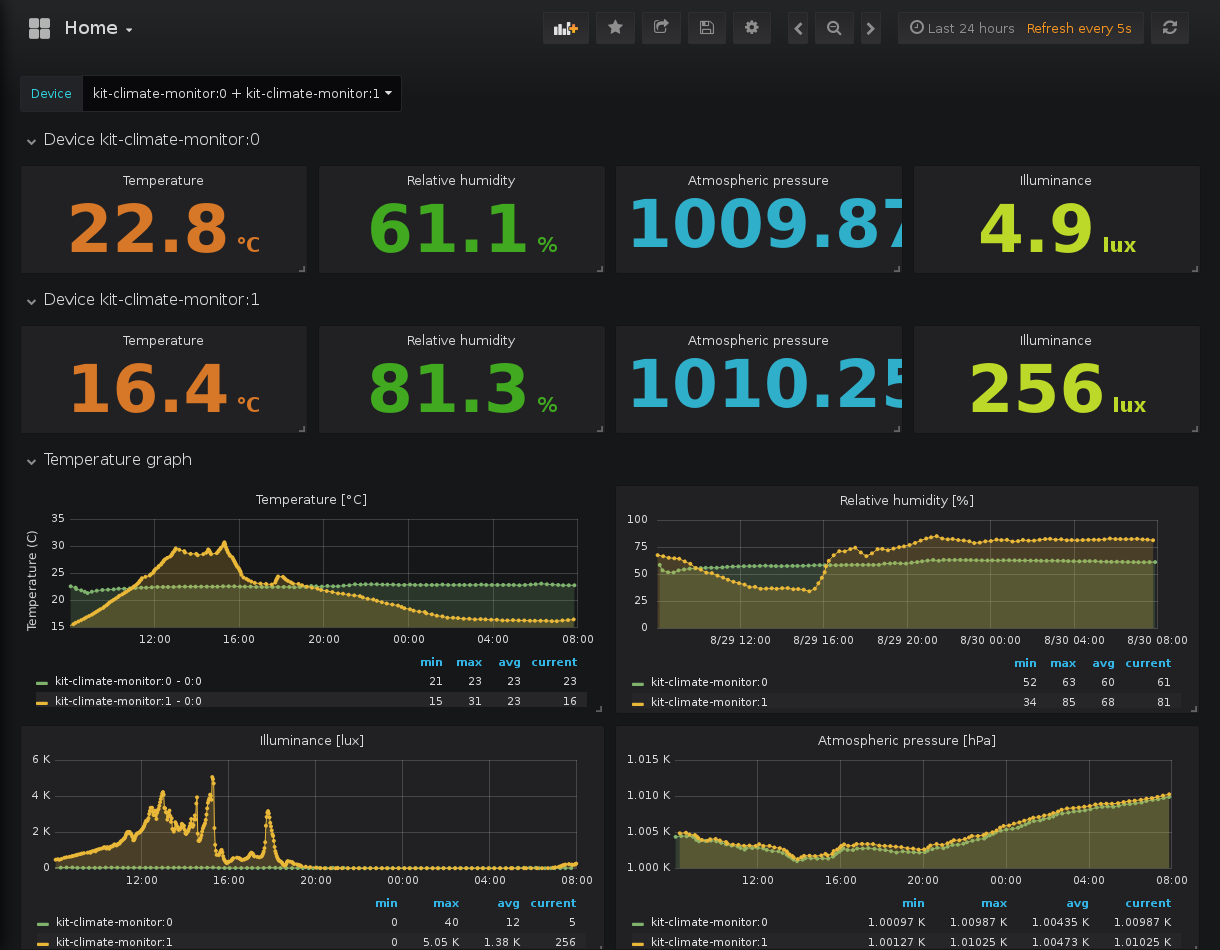 Home
Last 24 hours Refresh every 5s
Device kit-climate-monitor:0 + kit-climate-monitor:1
Device kit-climate-monitor:0
Temperature Relative humidity Atmospheric pressure Illuminance
22.8 °C 61.1 % 1009.87 4.9 lux
Device kit-climate-monitor:1
Temperature Relative humidity Atmospheric pressure Illuminance
16.4 °C 81.3 % 1010.25 256 lux
Temperature graph
Temperature [°C]
Temperature (C)
35
30
25
20
15
12:00 16:00 20:00 00:00 04:00 08:00
min max avg current
kit-climate-monitor:0 - 0:0 21 23 23 23
kit-climate-monitor:1 - 0:0 15 31 23 16
Relative humidity [%]
100
75
50
25
0
8/29 12:00 8/29 16:00 8/29 20:00 8/30 00:00 8/30 04:00 8/30 08:00
min max avg current
kit-climate-monitor:0 52 63 60 61
kit-climate-monitor:1 34 85 68 81
Illuminance [lux]
6 K
4 K
2 K
0
12:00 16:00 20:00 00:00 04:00 08:00
min max avg current
kit-climate-monitor:0 0 40 12 5
kit-climate-monitor:1 0 5.05 K 1.38 K 256
Atmospheric pressure [hPa]
1.015 K
1.010 K
1.005 K
1.000 K
12:00 16:00 20:00 00:00 04:00 08:00
min max avg current
kit-climate-monitor:0 1.00097 K 1.00987 K 1.00435 K 1.00987 K
kit-climate-monitor:1 1.00127 K 1.01025 K 1.00473 K 1.01025 K